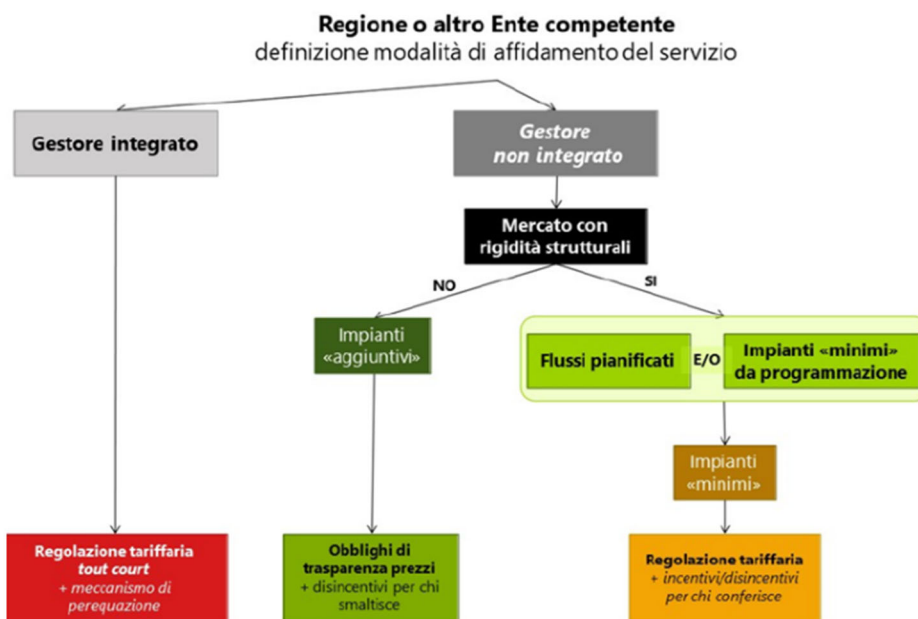 Regione o altro Ente competente
definizione modalità di affidamento del servizio
Gestore integrato
Gestore
non integrato
Mercato con
rigidità strutturali
NO
SI
Impianti
«aggiuntivi»
Flussi pianificati
E/O
Impianti «minimi»
da programmazione
Impianti
«minimi»
Regolazione tariffaria
tout court
+ meccanismo di
perequazione
Obblighi di
trasparenza prezzi
+ disincentivi per chi
smaltisce
Regolazione tariffaria
+ incentivi/disincentivi
per chi conferisce